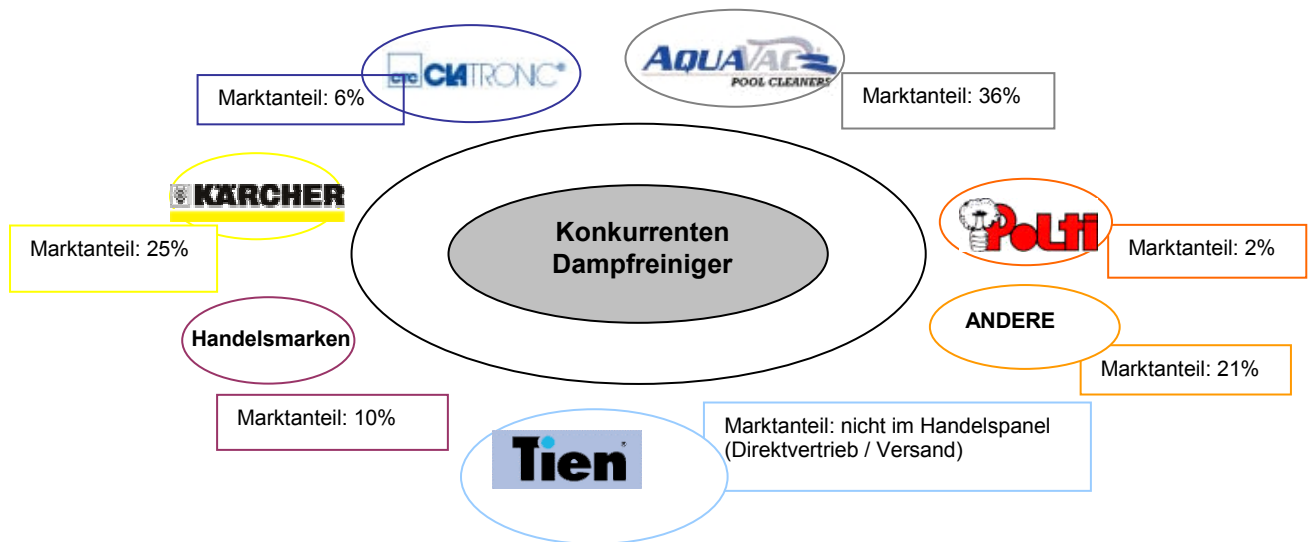 CTC CLATRONIC®
Marktanteil: 6%
AQUAVAC
POOL CLEANERS
Marktanteil: 36%
KÄRCHER
Marktanteil: 25%
Konkurrenten
Dampfreiniger
Polti
Marktanteil: 2%
Handelsmarken
Marktanteil: 10%
ANDERE
Marktanteil: 21%
Tien®
Marktanteil: nicht im Handelspanel
(Direktvertrieb / Versand)